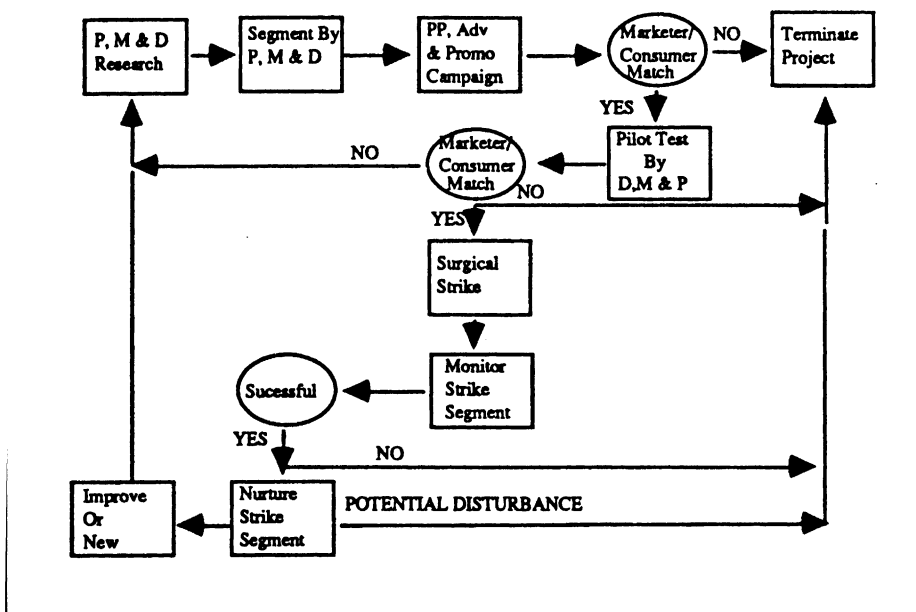 P, M & D
Research
Segment By
P, M & D
PP, Adv
& Promo
Campaign
Marketer/
Consumer
Match
NO
Terminate
Project
YES
Pilot Test
By
D,M & P
Marketer/
Consumer
Match
NO
NO
YES
Surgical
Strike
Monitor
Strike
Segment
Sucessful
YES
NO
Improve
Or
New
Nurture
Strike
Segment
POTENTIAL DISTURBANCE